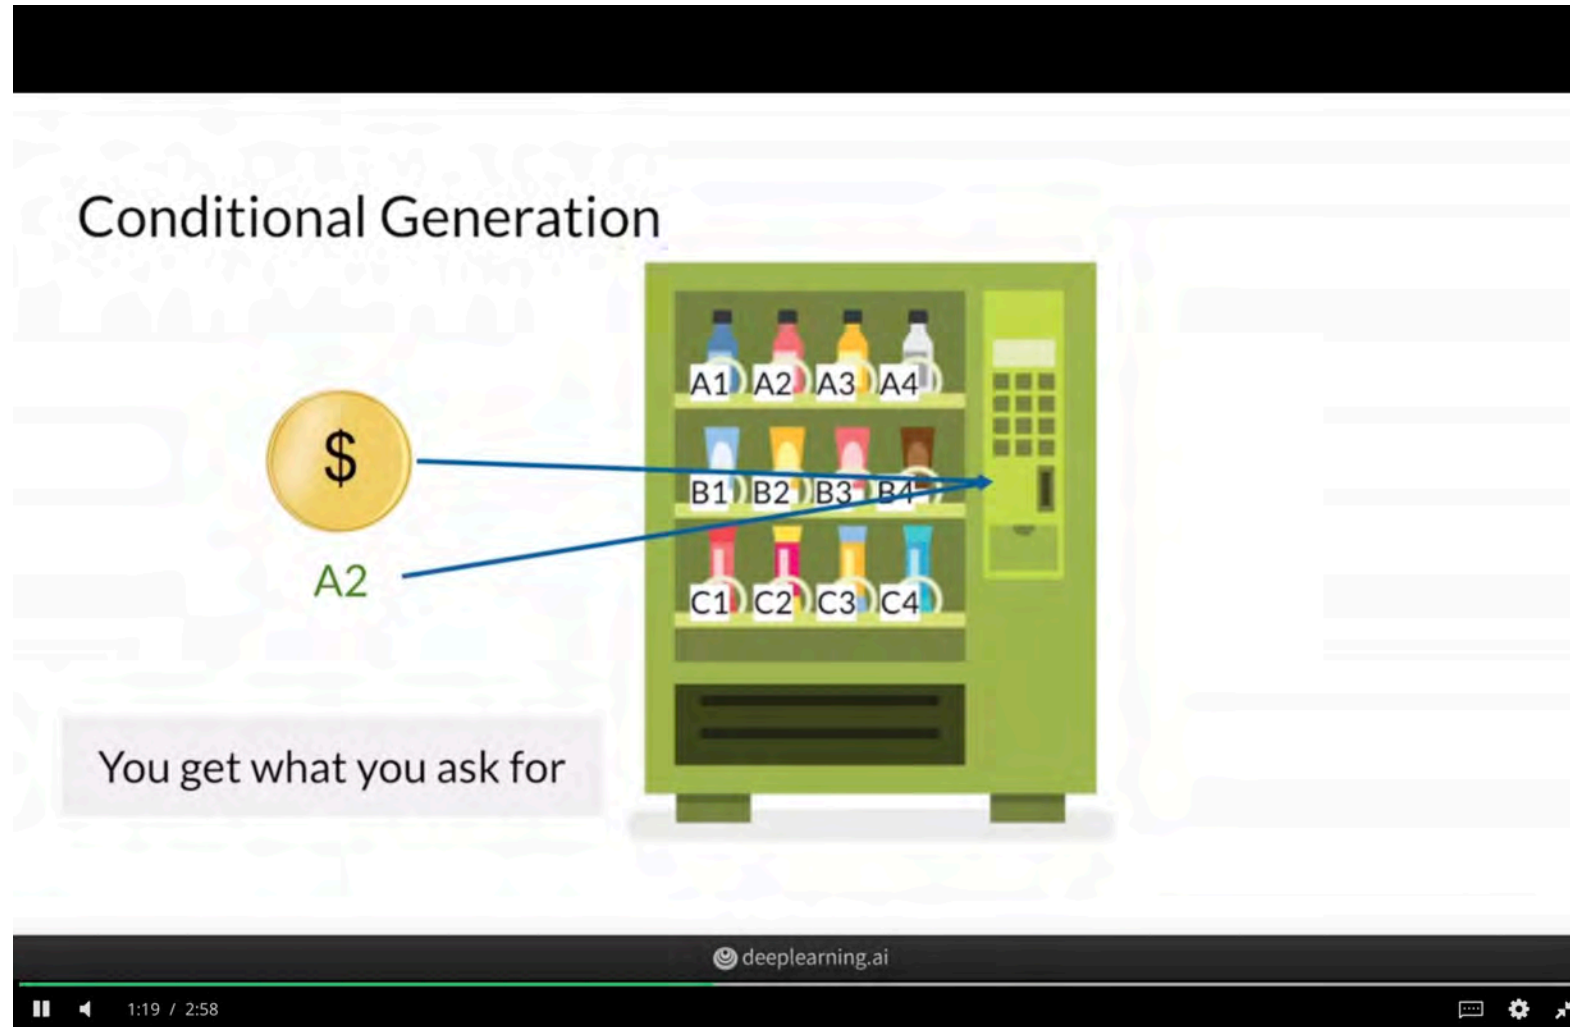 Conditional Generation
$
A2
You get what you ask for
A1 A2 A3 A4
B1 B2 B3 B4
C1 C2 C3 C4
deeplearning.ai
1:19 / 2:58